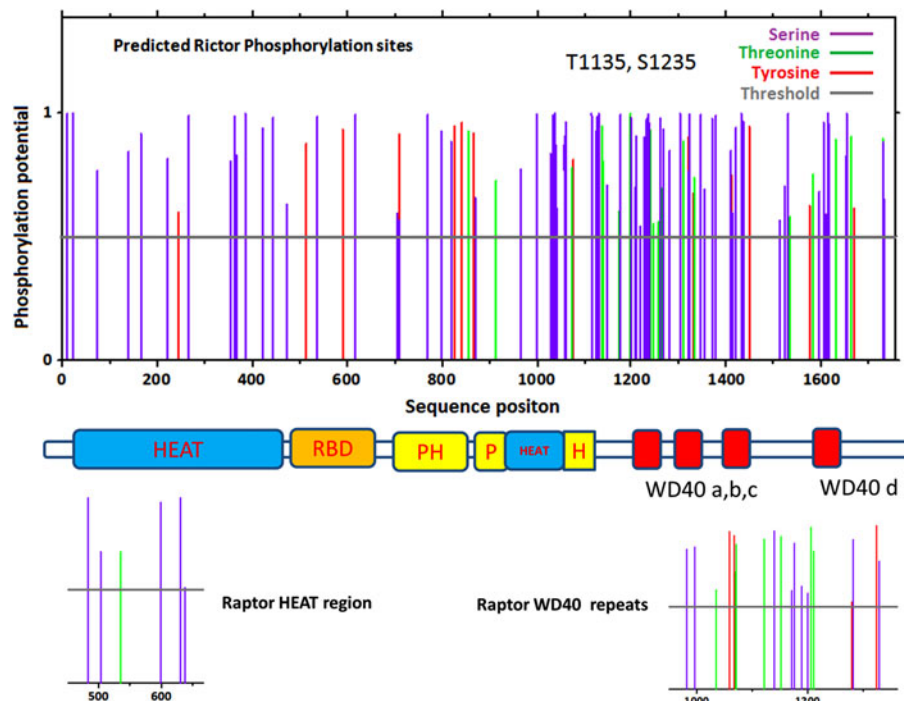 Predicted Rictor Phosphorylation sites
T1135, S1235
Serine
Threonine
Tyrosine
Threshold
Phosphorylation potential
1
0
0 200 400 600 800 1000 1200 1400 1600
Sequence positon
HEAT RBD PH P HEAT H
WD40 a,b,c WD40 d
Raptor HEAT region
Raptor WD40 repeats
500 600
1000 1200